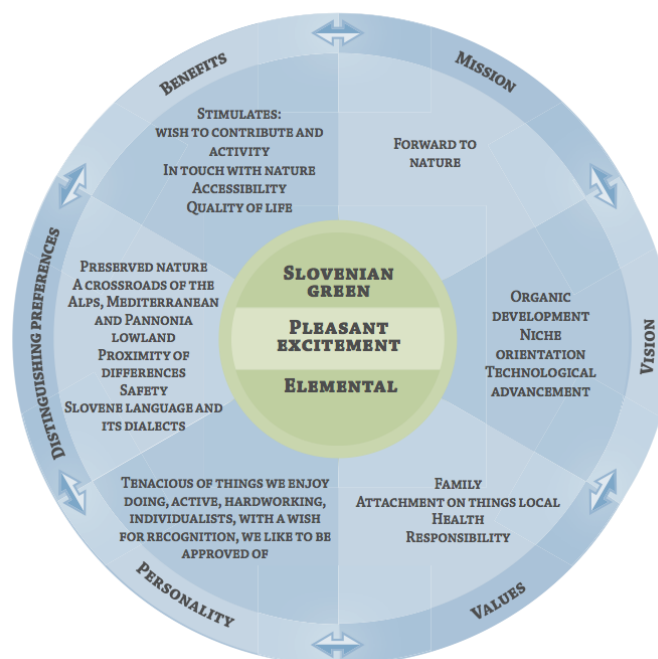 Benefits
Stimulates:
wish to contribute and
activity
In touch with nature
Accessibility
Quality of life
Mission
Forward to
nature
Distinguishing preferences
Preserved nature
A crossroads of the
Alps, Mediterranean
and Pannonia
lowland
Proximity of
differences
Safety
Slovene language and
its dialects
Slovenian
green
Pleasant
excitement
Elemental
Vision
Organic
development
Niche
orientation
Technological
advancement
Personality
Tenacious of things we enjoy
doing, active, hardworking,
individualists, with a wish
for recognition, we like to be
approved of
Values
Family
Attachment on things local
Health
Responsibility